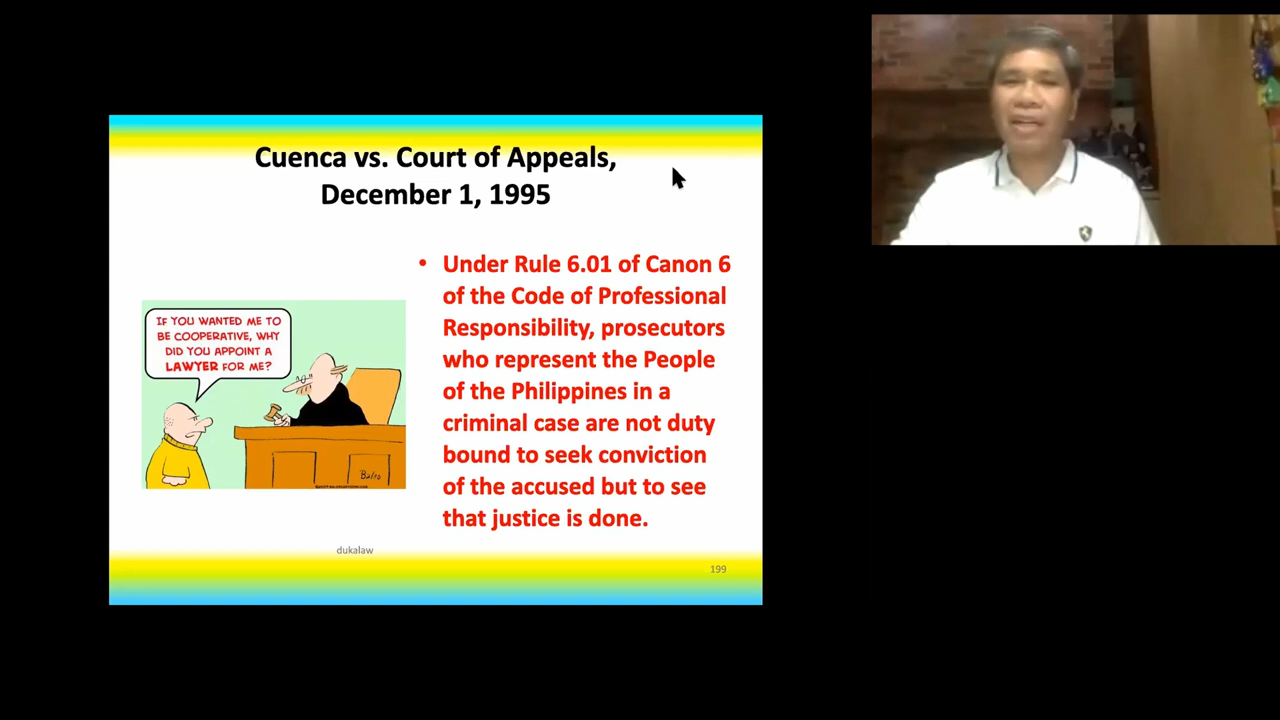 Cuenca vs. Court of Appeals,
December 1, 1995
IF YOU WANTED ME TO
BE COOPERATIVE, WHY
DID YOU APPOINT A
LAWYER FOR ME?
• Under Rule 6.01 of Canon 6
of the Code of Professional
Responsibility, prosecutors
who represent the People
of the Philippines in a
criminal case are not duty
bound to seek conviction
of the accused but to see
that justice is done.
dukalaw
199